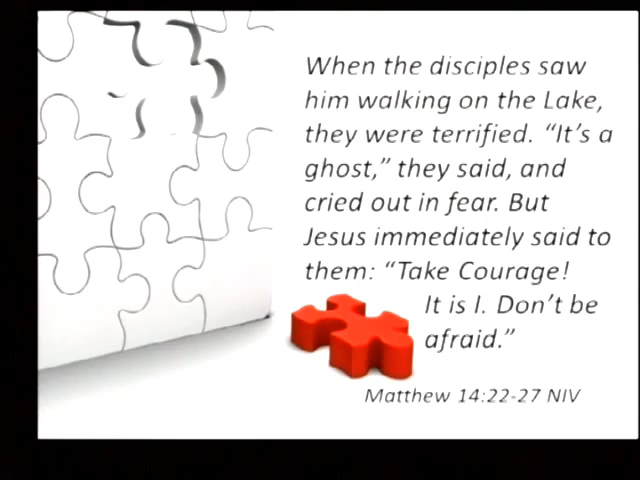 When the disciples saw
him walking on the Lake,
they were terrified. “It’s a
ghost,” they said, and
cried out in fear. But
Jesus immediately said to
them: “Take Courage!
It is I. Don’t be
afraid.”
Matthew 14:22-27 NIV